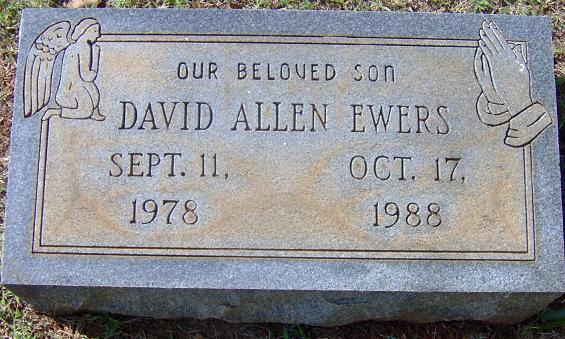 OUR BELOVED SON
DAVID ALLEN EWERS
SEPT. 11, OCT. 17,
1978 1988